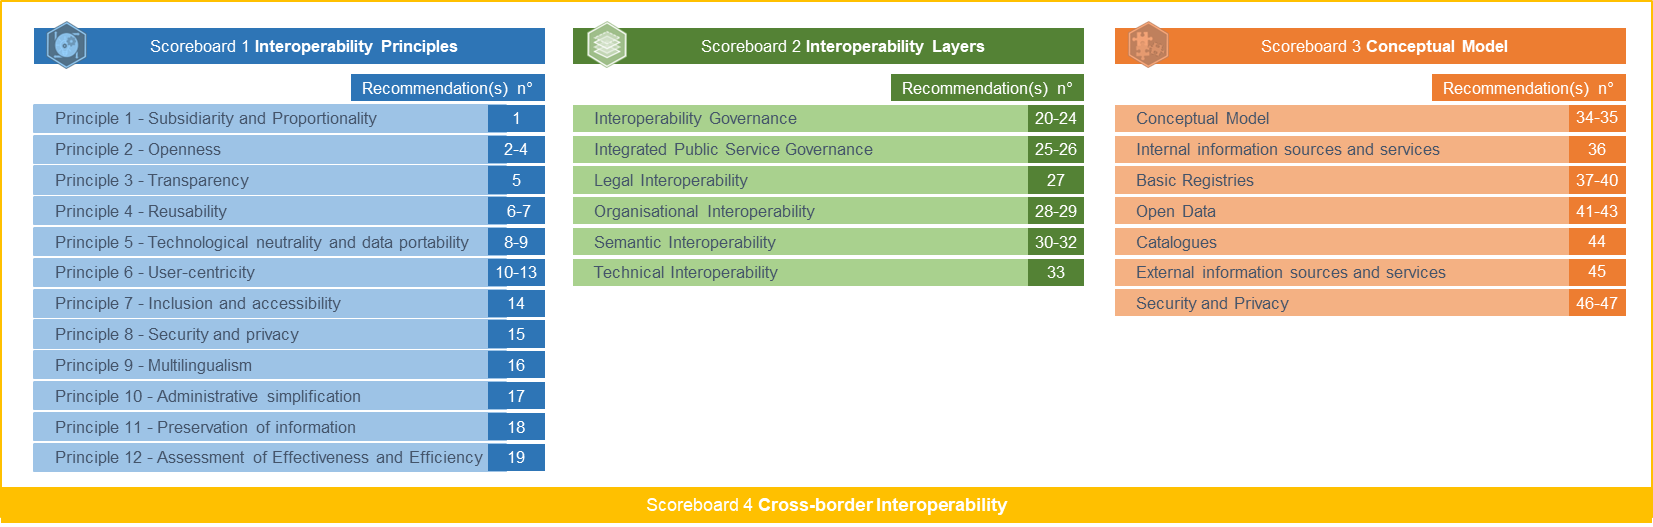 Scoreboard 1 Interoperability Principles
Recommendation(s) n°
Principle 1 - Subsidiarity and Proportionality 1
Principle 2 - Openness 2-4
Principle 3 - Transparency 5
Principle 4 - Reusability 6-7
Principle 5 - Technological neutrality and data portability 8-9
Principle 6 - User-centricity 10-13
Principle 7 - Inclusion and accessibility 14
Principle 8 - Security and privacy 15
Principle 9 - Multilingualism 16
Principle 10 - Administrative simplification 17
Principle 11 - Preservation of information 18
Principle 12 - Assessment of Effectiveness and Efficiency 19
Scoreboard 2 Interoperability Layers
Recommendation(s) n°
Interoperability Governance 20-24
Integrated Public Service Governance 25-26
Legal Interoperability 27
Organisational Interoperability 28-29
Semantic Interoperability 30-32
Technical Interoperability 33
Scoreboard 3 Conceptual Model
Recommendation(s) n°
Conceptual Model 34-35
Internal information sources and services 36
Basic Registries 37-40
Open Data 41-43
Catalogues 44
External information sources and services 45
Security and Privacy 46-47
Scoreboard 4 Cross-border Interoperability